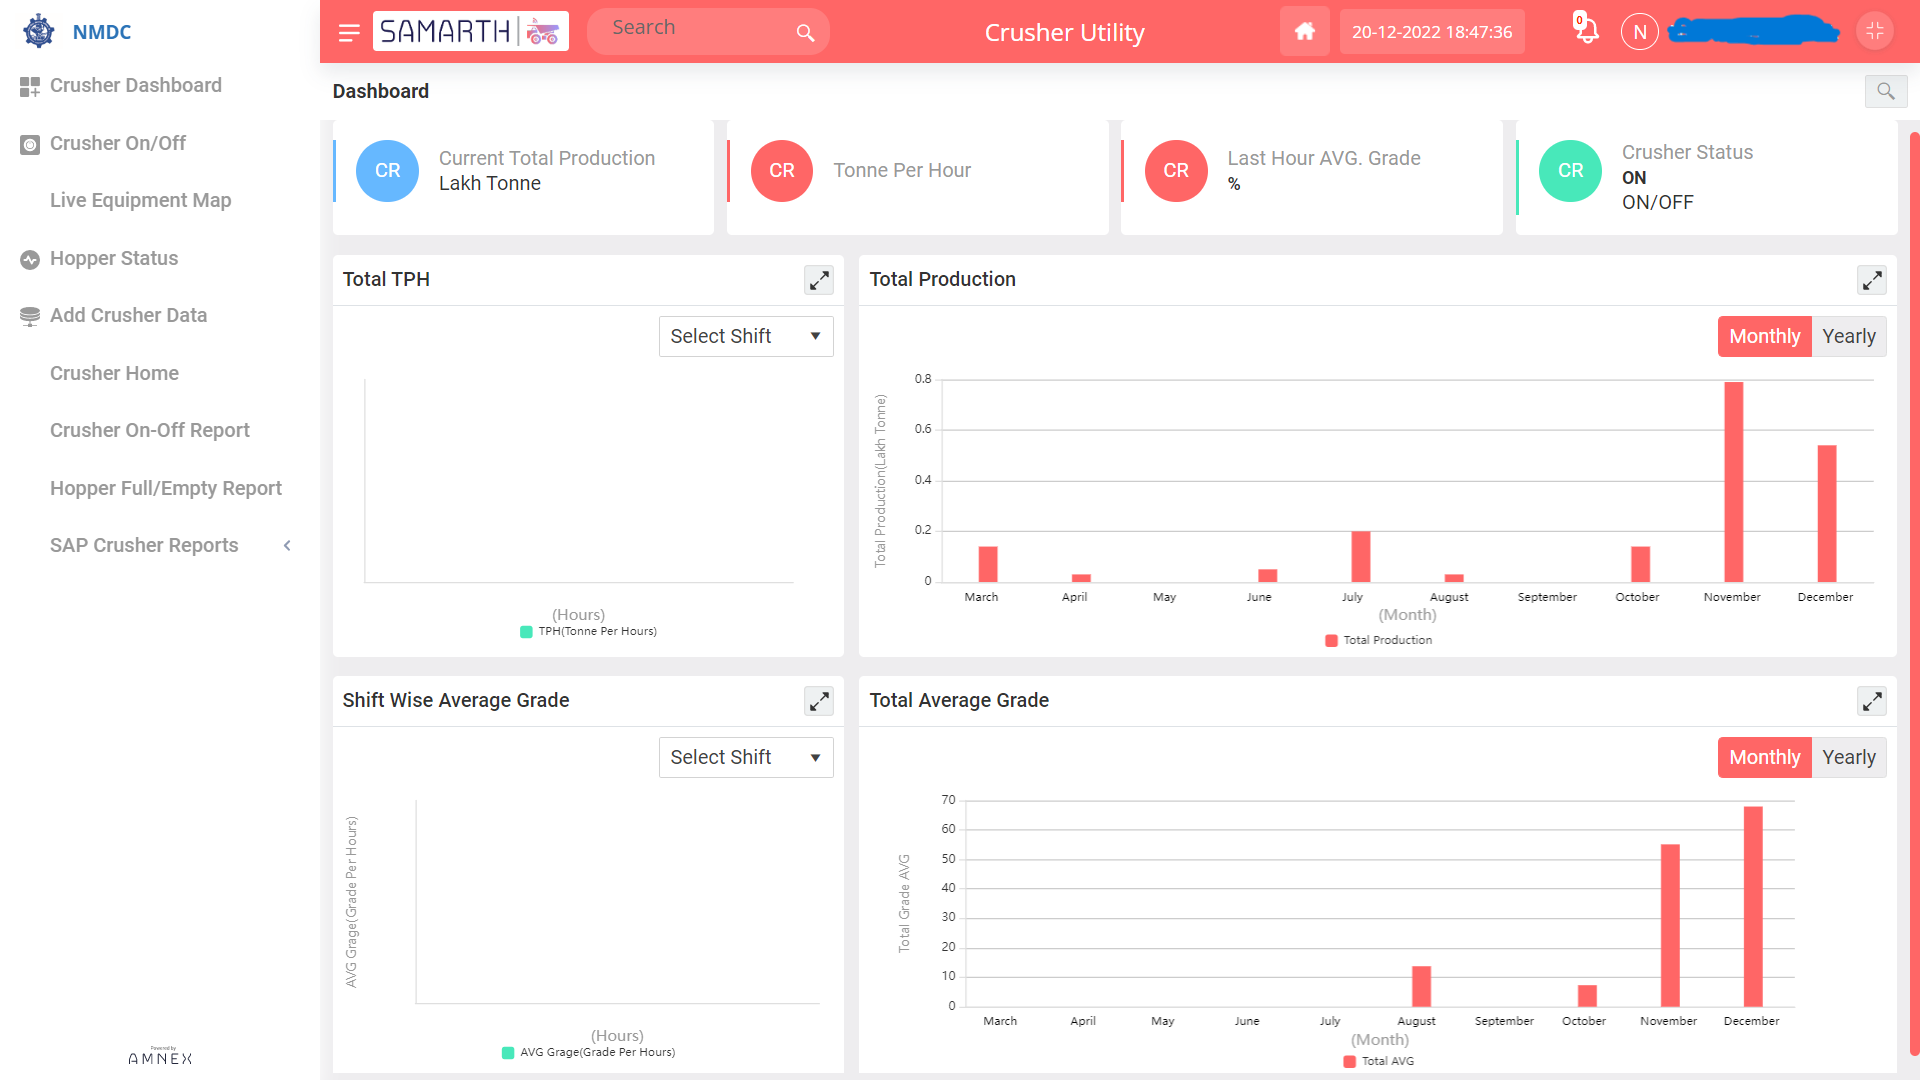 NMDC
Crusher Dashboard
Crusher On/Off
Live Equipment Map
Hopper Status
Add Crusher Data
Crusher Home
Crusher On-Off Report
Hopper Full/Empty Report
SAP Crusher Reports
Powered by
AMNEX
SAMARTH
Search
Crusher Utility
20-12-2022 18:47:36
0
N
Dashboard
CR
Current Total Production
Lakh Tonne
CR
Tonne Per Hour
CR
Last Hour AVG. Grade
%
CR
Crusher Status
ON
ON/OFF
Total TPH
Select Shift
(Hours)
TPH(Tonne Per Hours)
Total Production
Monthly Yearly
Total Production(Lakh Tonne)
0.8
0.6
0.4
0.2
0
March April May June July August September October November December
(Month)
Total Production
Shift Wise Average Grade
Select Shift
AVG Grage(Grade Per Hours)
(Hours)
AVG Grage(Grade Per Hours)
Total Average Grade
Monthly Yearly
Total Grade AVG
70
60
50
40
30
20
10
0
March April May June July August September October November December
(Month)
Total AVG